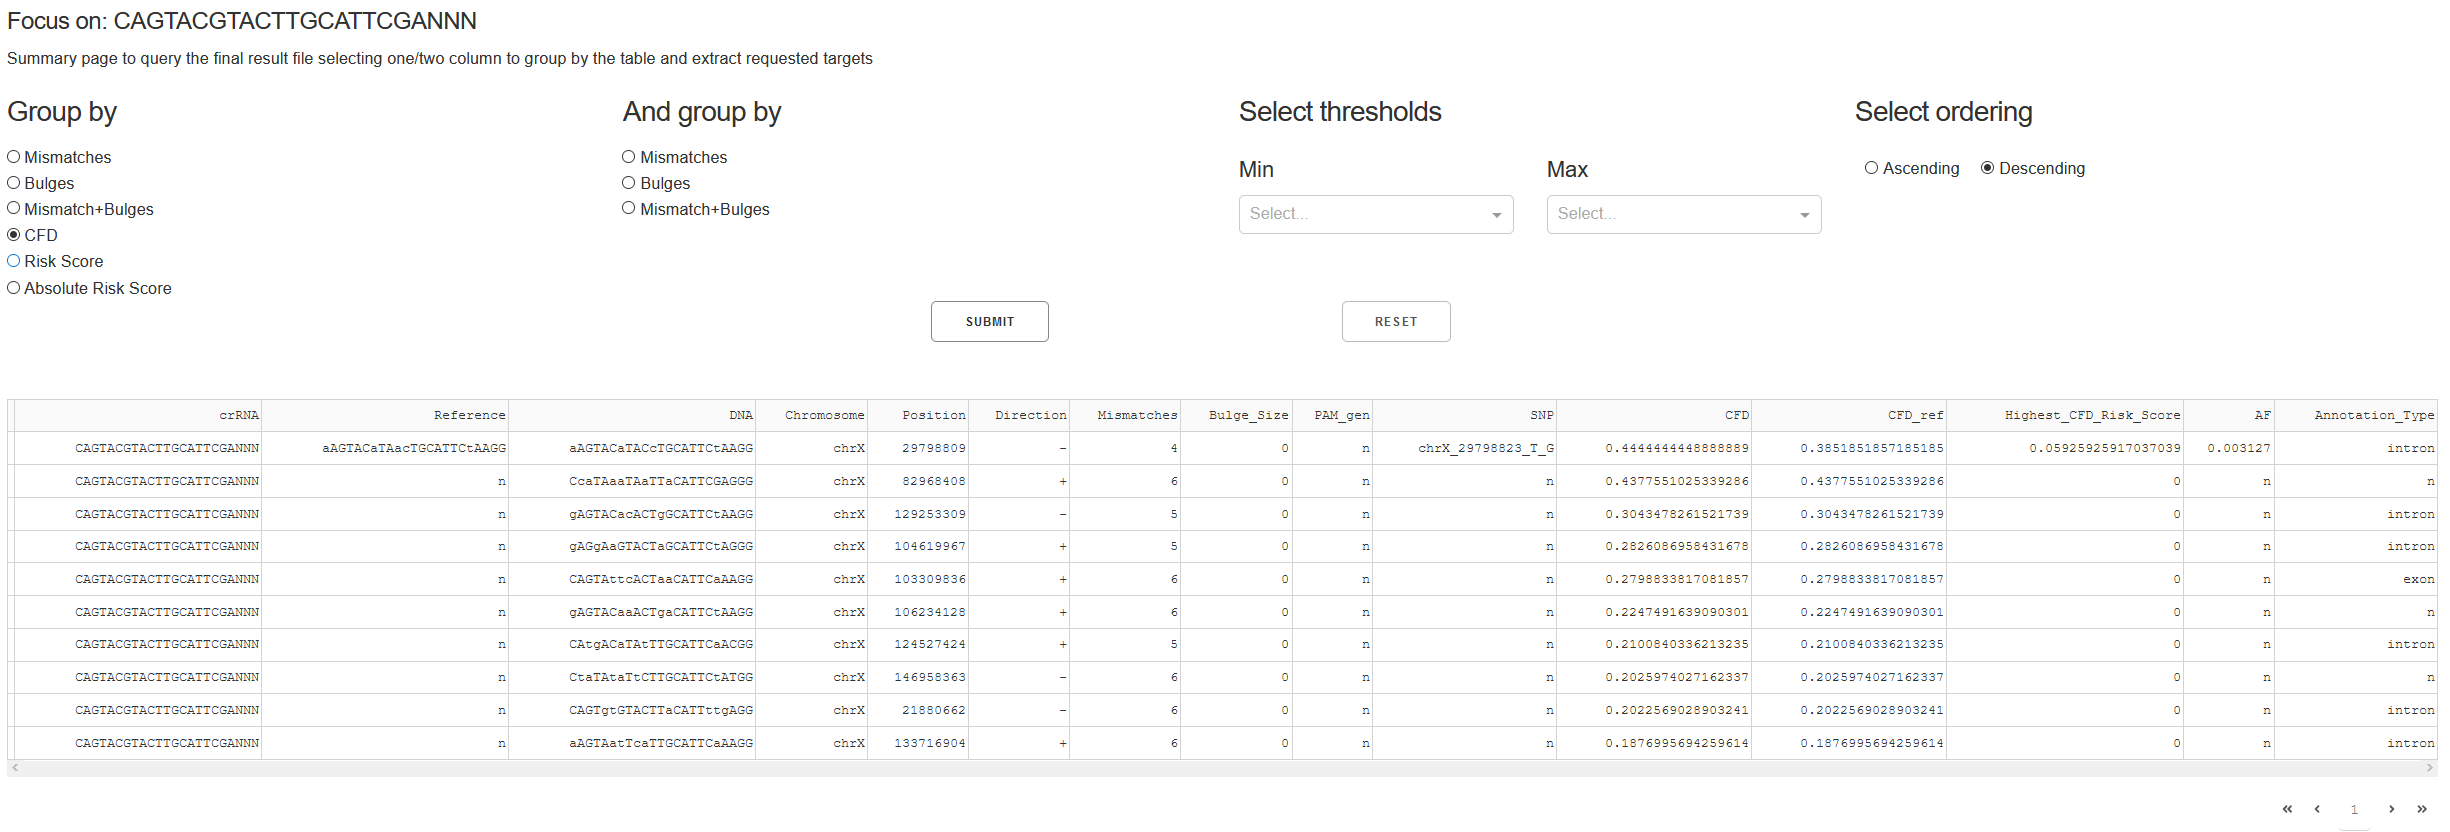 Focus on: CAGTACGTACTTGCATTCGANNN
Summary page to query the final result file selecting one/two column to group by the table and extract requested targets
Group by
Mismatches
Bulges
Mismatch+Bulges
CFD
Risk Score
Absolute Risk Score
And group by
Mismatches
Bulges
Mismatch+Bulges
Select thresholds
Min
Select...
Max
Select...
Select ordering
Ascending Descending
SUBMIT
RESET
crRNA Reference DNA Chromosome Position Direction Mismatches Bulge_Size PAM_gen SNP CFD CFD_ref Highest_CFD_Risk_Score AF Annotation_Type
CAGTACGTACTTGCATTCGANNN aAGTACaTAacTGCATTCtAAGG aAGTACaTACcTGCATTCtAAGG chrX 29798809 - 4 0 n chrX_29798823_T_G 0.4444444448888889 0.3851851857185185 0.05925925917037039 0.003127 intron
CAGTACGTACTTGCATTCGANNN n CcaTAaaTAaTTaCATTCGAGGG chrX 82968408 + 6 0 n n 0.4377551025339286 0.4377551025339286 0 n n
CAGTACGTACTTGCATTCGANNN n gAGTACacACTgGCATTCtAAGG chrX 129253309 - 5 0 n n 0.3043478261521739 0.3043478261521739 0 n intron
CAGTACGTACTTGCATTCGANNN n gAGgAaGTACTaGCATTCtAGGG chrX 104619967 + 5 0 n n 0.2826086958431678 0.2826086958431678 0 n intron
CAGTACGTACTTGCATTCGANNN n CAGTAttcACTaaCATTCaAAGG chrX 103309836 + 6 0 n n 0.2798833817081857 0.2798833817081857 0 n exon
CAGTACGTACTTGCATTCGANNN n gAGTACaaACTgaCATTCtAAGG chrX 106234128 + 6 0 n n 0.2247491639090301 0.2247491639090301 0 n n
CAGTACGTACTTGCATTCGANNN n CAtgACaTAtTTGCATTCaACGG chrX 124527424 + 5 0 n n 0.2100840336213235 0.2100840336213235 0 n intron
CAGTACGTACTTGCATTCGANNN n CtaTAtaTtCTTGCATTCtATGG chrX 146958363 - 6 0 n n 0.2025974027162337 0.2025974027162337 0 n n
CAGTACGTACTTGCATTCGANNN n CAGTgtGTACTTaCATTttgAGG chrX 21880662 - 6 0 n n 0.2022569028903241 0.2022569028903241 0 n intron
CAGTACGTACTTGCATTCGANNN n aAGTAatTcaTTGCATTCaAAGG chrX 133716904 + 6 0 n n 0.1876995694259614 0.1876995694259614 0 n intron
« ‹ 1 › »